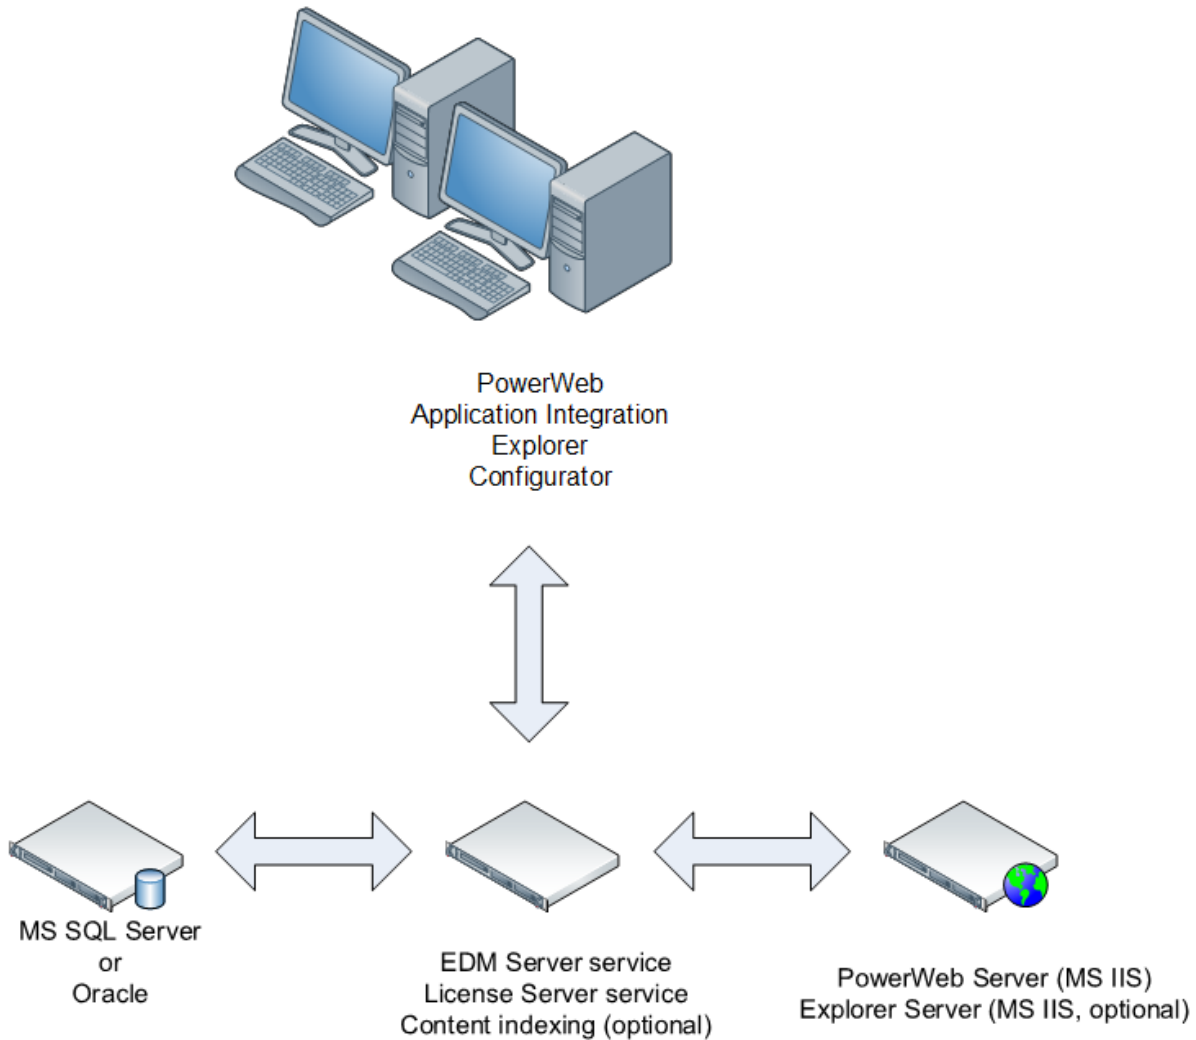 PowerWeb
Application Integration
Explorer
Configurator
MS SQL Server
or
Oracle
EDM Server service
License Server service
Content indexing (optional)
PowerWeb Server (MS IIS)
Explorer Server (MS IIS, optional)